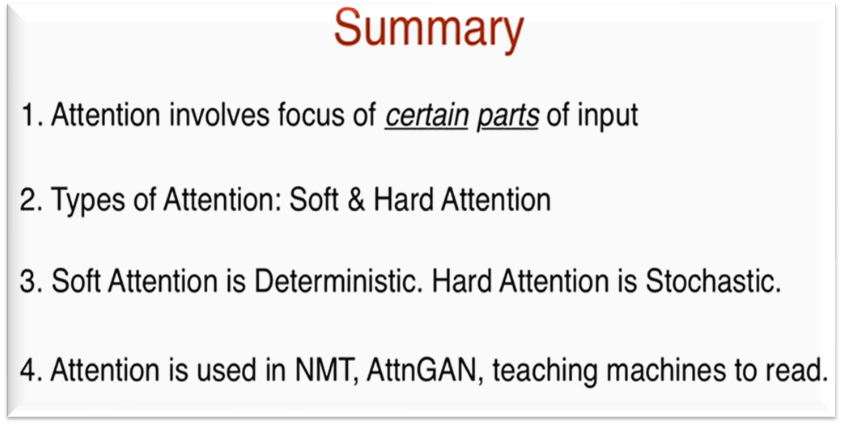 Summary
1. Attention involves focus of certain parts of input
2. Types of Attention: Soft & Hard Attention
3. Soft Attention is Deterministic. Hard Attention is Stochastic.
4. Attention is used in NMT, AttnGAN, teaching machines to read.